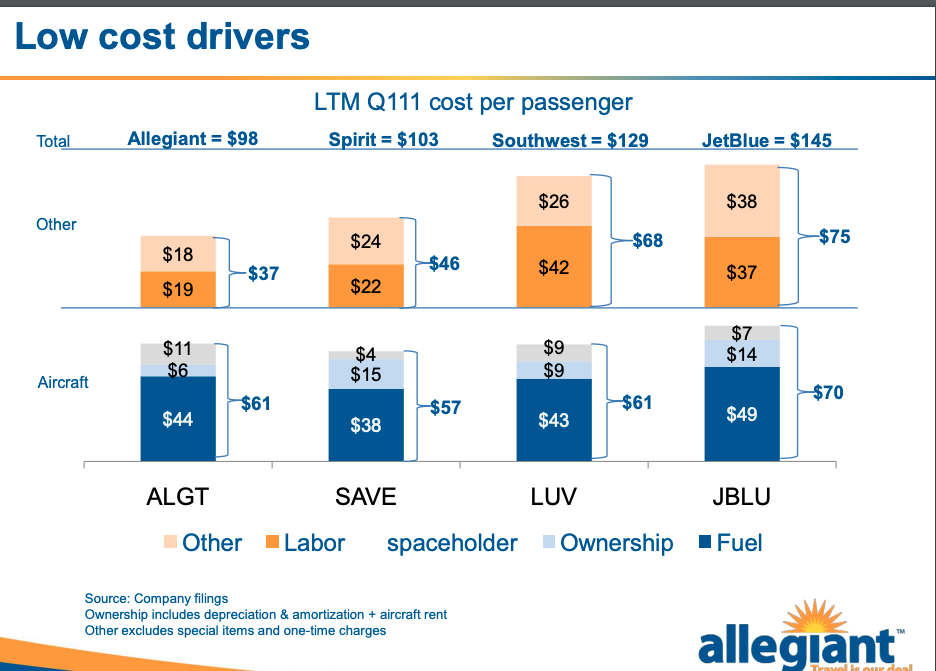 Low cost drivers
LTM Q111 cost per passenger
Total Allegiant = $98 Spirit = $103 Southwest = $129 JetBlue = $145
Other
$18
$19
$37
$24
$22
$46
$26
$42
$68
$38
$37
$75
Aircraft
$11
$6
$44
$61
$4
$15
$38
$57
$9
$9
$43
$61
$7
$14
$49
$70
ALGT SAVE LUV JBLU
Other Labor spaceholder Ownership Fuel
Source: Company filings
Ownership includes depreciation & amortization + aircraft rent
Other excludes special items and one-time charges
allegiant™
Travel is our deal